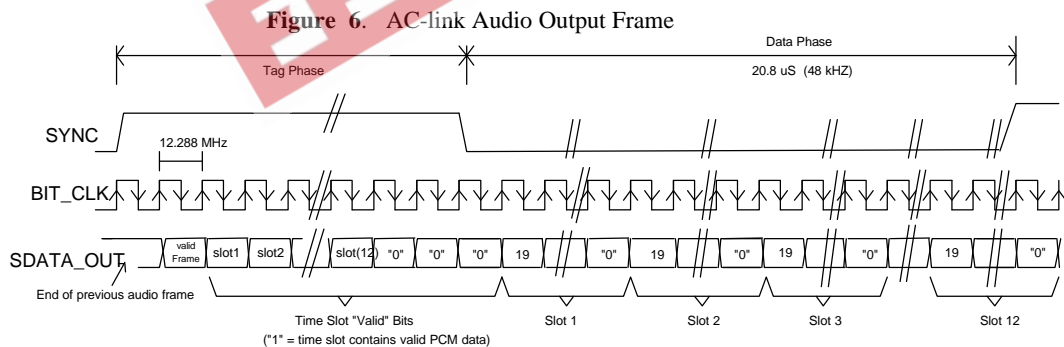 Figure 6. AC-link Audio Output Frame
Data Phase
Tag Phase
20.8 uS (48 kHZ)
SYNC
12.288 MHz
BIT_CLK
SDATA_OUT
valid
Frame
slot1 slot2 slot(12) "0" "0" "0" 19 "0" 19 "0" 19 "0" 19 "0"
End of previous audio frame
Time Slot "Valid" Bits
("1" = time slot contains valid PCM data)
Slot 1
Slot 2
Slot 3
Slot 12